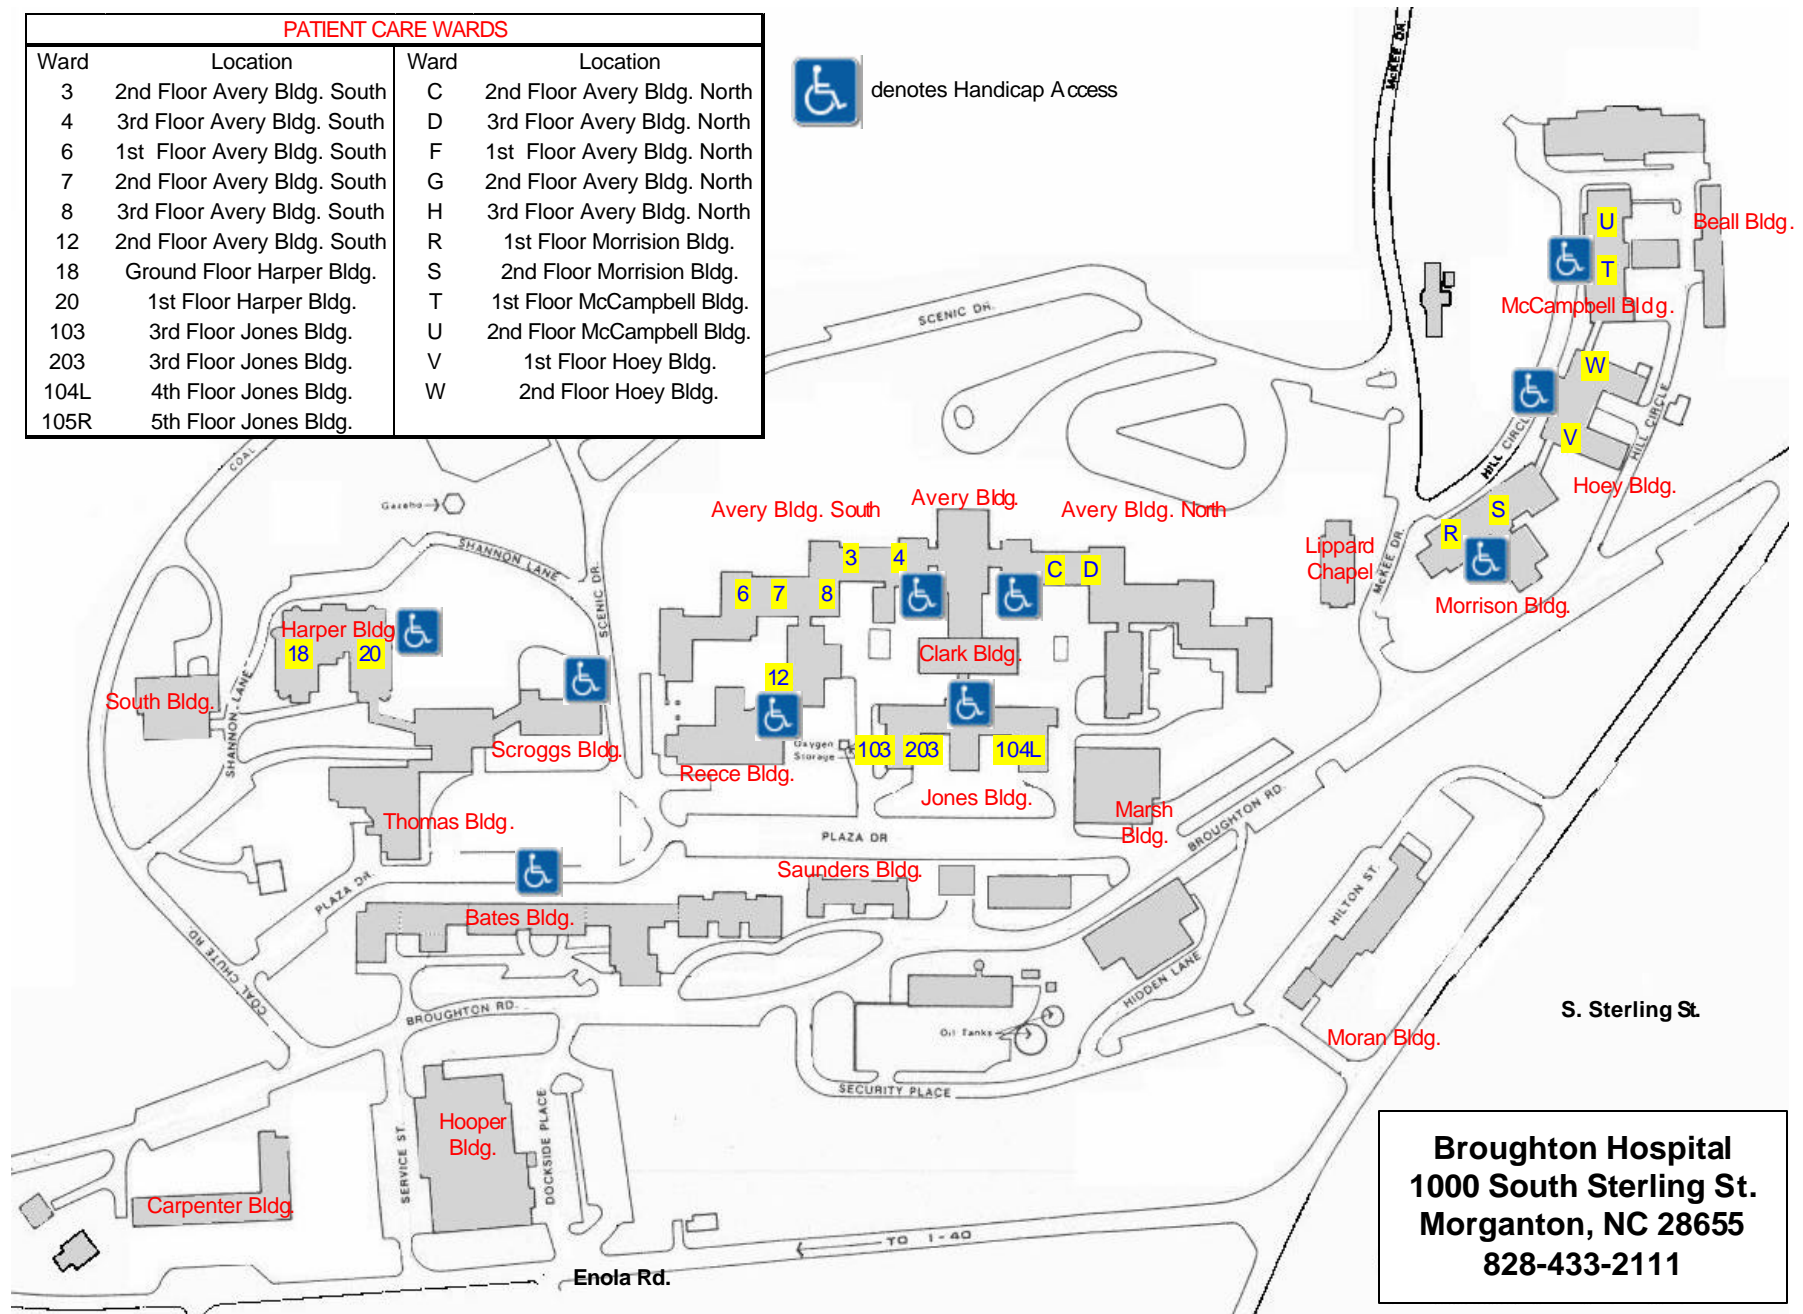 PATIENT CARE WARDS
Ward Location Ward Location
3 2nd Floor Avery Bldg. South C 2nd Floor Avery Bldg. North
4 3rd Floor Avery Bldg. South D 3rd Floor Avery Bldg. North
6 1st Floor Avery Bldg. South F 1st Floor Avery Bldg. North
7 2nd Floor Avery Bldg. South G 2nd Floor Avery Bldg. North
8 3rd Floor Avery Bldg. South H 3rd Floor Avery Bldg. North
12 2nd Floor Avery Bldg. South R 1st Floor Morrision Bldg.
18 Ground Floor Harper Bldg. S 2nd Floor Morrision Bldg.
20 1st Floor Harper Bldg. T 1st Floor McCampbell Bldg.
103 3rd Floor Jones Bldg. U 2nd Floor McCampbell Bldg.
203 3rd Floor Jones Bldg. V 1st Floor Hoey Bldg.
104L 4th Floor Jones Bldg. W 2nd Floor Hoey Bldg.
105R 5th Floor Jones Bldg.
denotes Handicap Access
McKEE DR.
U
Beall Bldg.
T
McCampbell Bldg.
SCENIC DR.
W
HILL CIRCLE
HILL CIRCLE
V
Hoey Bldg.
COAL
Gazebo
Avery Bldg. South
Avery Bldg.
Avery Bldg. North
S
R
Lippard
Chapel
McKEE DR.
Morrison Bldg.
SHANNON LANE
SCENIC DR.
3
4
C
D
6
7
8
Harper Bldg
18
20
Clark Bldg.
12
South Bldg.
SHANNON LANE
Scroggs Bldg.
Oxygen
Storage
103
203
104L
Reece Bldg.
Jones Bldg.
Marsh
Bldg.
BROUGHTON RD.
Thomas Bldg.
PLAZA DR
Saunders Bldg.
PLAZA DR.
HILTON ST.
Bates Bldg.
COAL CHUTE RD.
HIDDEN LANE
BROUGHTON RD.
Oil Tanks
S. Sterling St.
Moran Bldg.
SECURITY PLACE
Hooper
Bldg.
SERVICE ST.
DOCKSIDE PLACE
Carpenter Bldg.
TO I-40
Enola Rd.
Broughton Hospital
1000 South Sterling St.
Morganton, NC 28655
828-433-2111